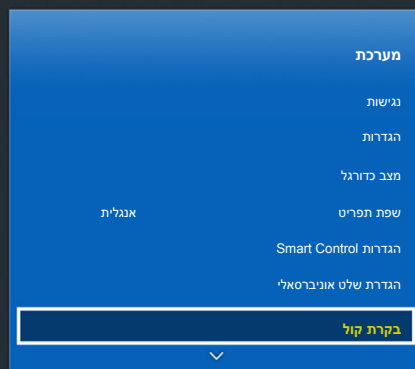 מערכת
נגישות
הגדרות
מצב כדורגל
שפת תפריט אנגלית
הגדרות Smart Control
הגדרת שלט אוניברסאלי
בקרת קול